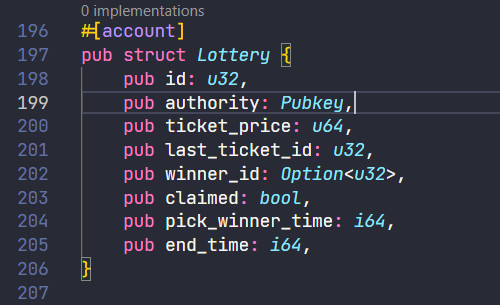 0 implementations
196 #[account]
197 pub struct Lottery {
198 pub id: u32,
199 pub authority: Pubkey,
200 pub ticket_price: u64,
201 pub last_ticket_id: u32,
202 pub winner_id: Option<u32>,
203 pub claimed: bool,
204 pub pick_winner_time: i64,
205 pub end_time: i64,
206 }
207